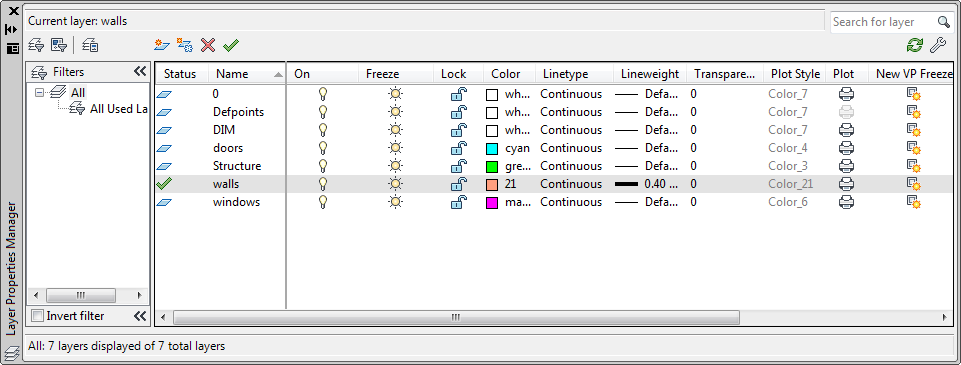 Current layer: walls
Search for layer
Filters
All
All Used La
Invert filter
Status Name On Freeze Lock Color Linetype Lineweight Transpare... Plot Style Plot New VP Freeze
0 wh... Continuous Defa... 0 Color_7
Defpoints wh... Continuous Defa... 0 Color_7
DIM wh... Continuous Defa... 0 Color_7
doors cyan Continuous Defa... 0 Color_4
Structure gre... Continuous Defa... 0 Color_3
walls 21 Continuous 0.40 ... 0 Color_21
windows ma... Continuous Defa... 0 Color_6
Layer Properties Manager
All: 7 layers displayed of 7 total layers